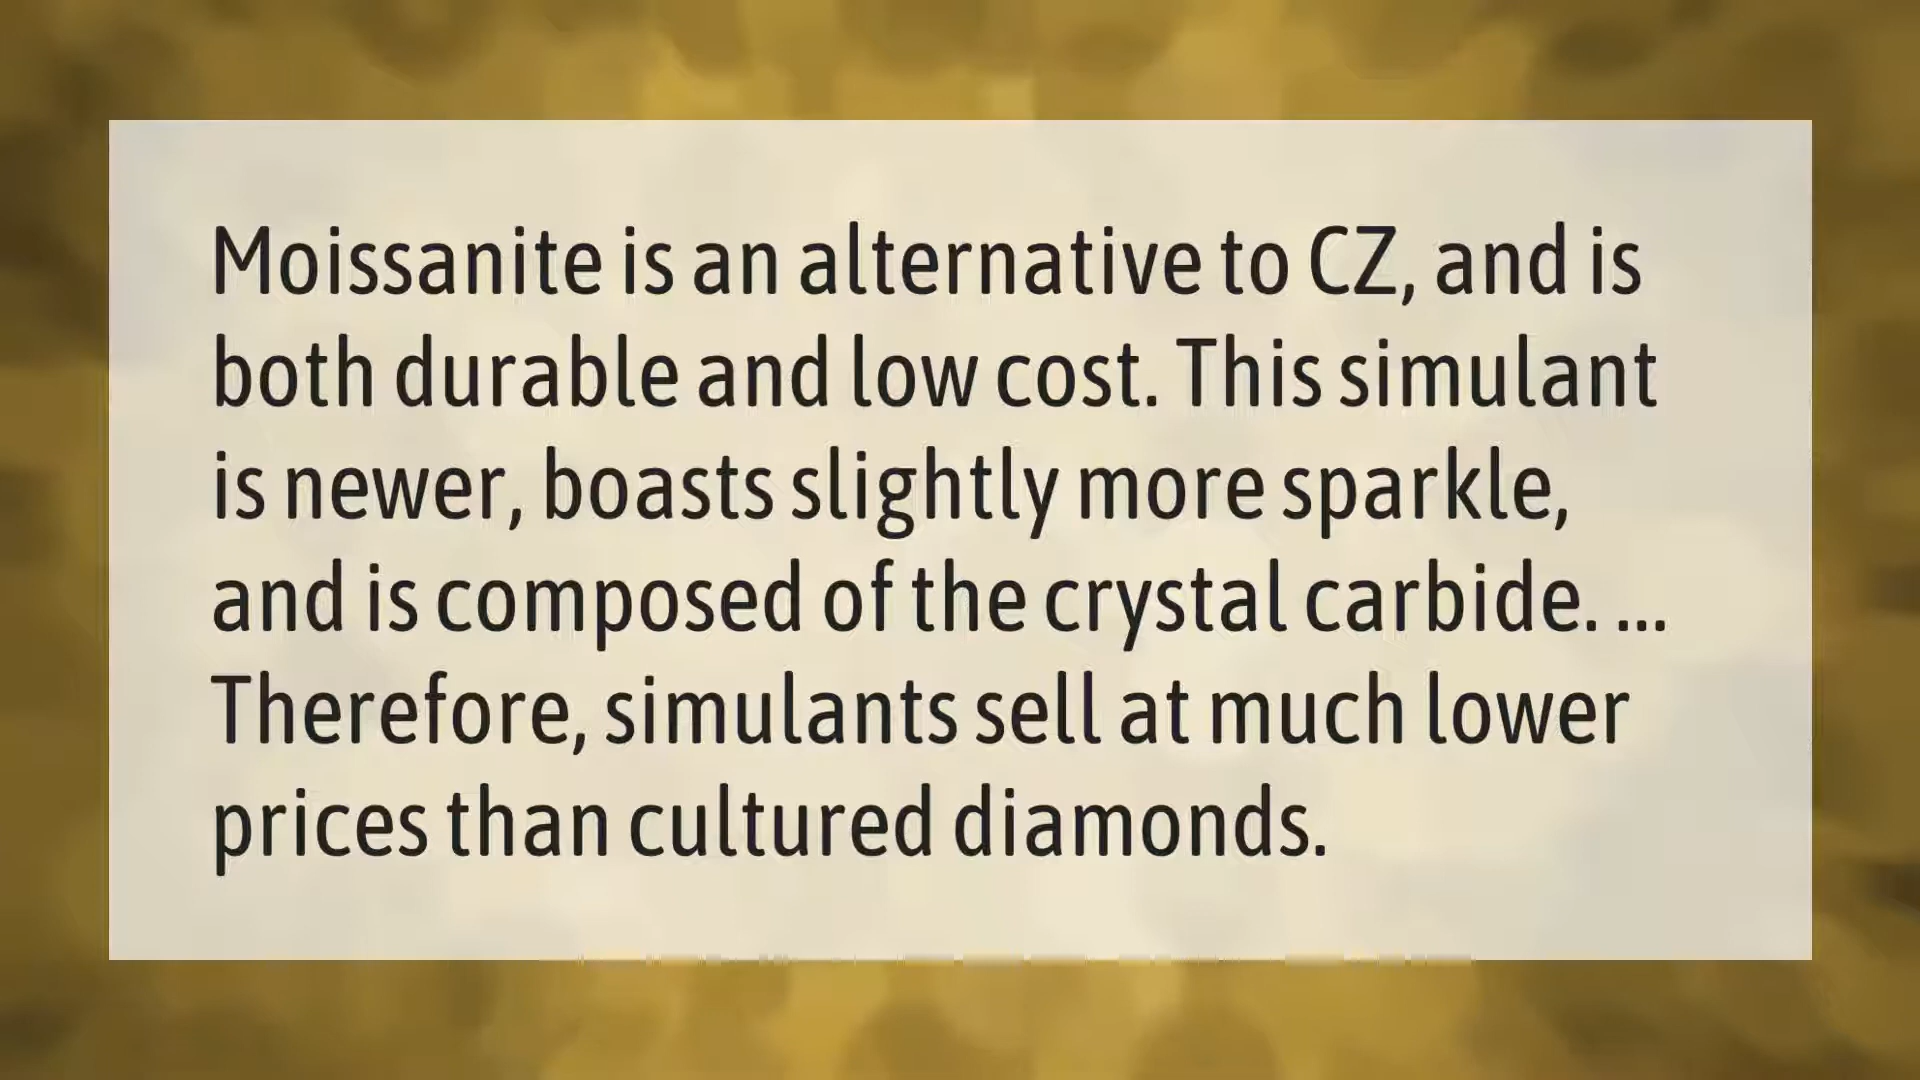 Moissanite is an alternative to CZ, and is
both durable and low cost. This simulant
is newer, boasts slightly more sparkle,
and is composed of the crystal carbide. ...
Therefore, simulants sell at much lower
prices than cultured diamonds.